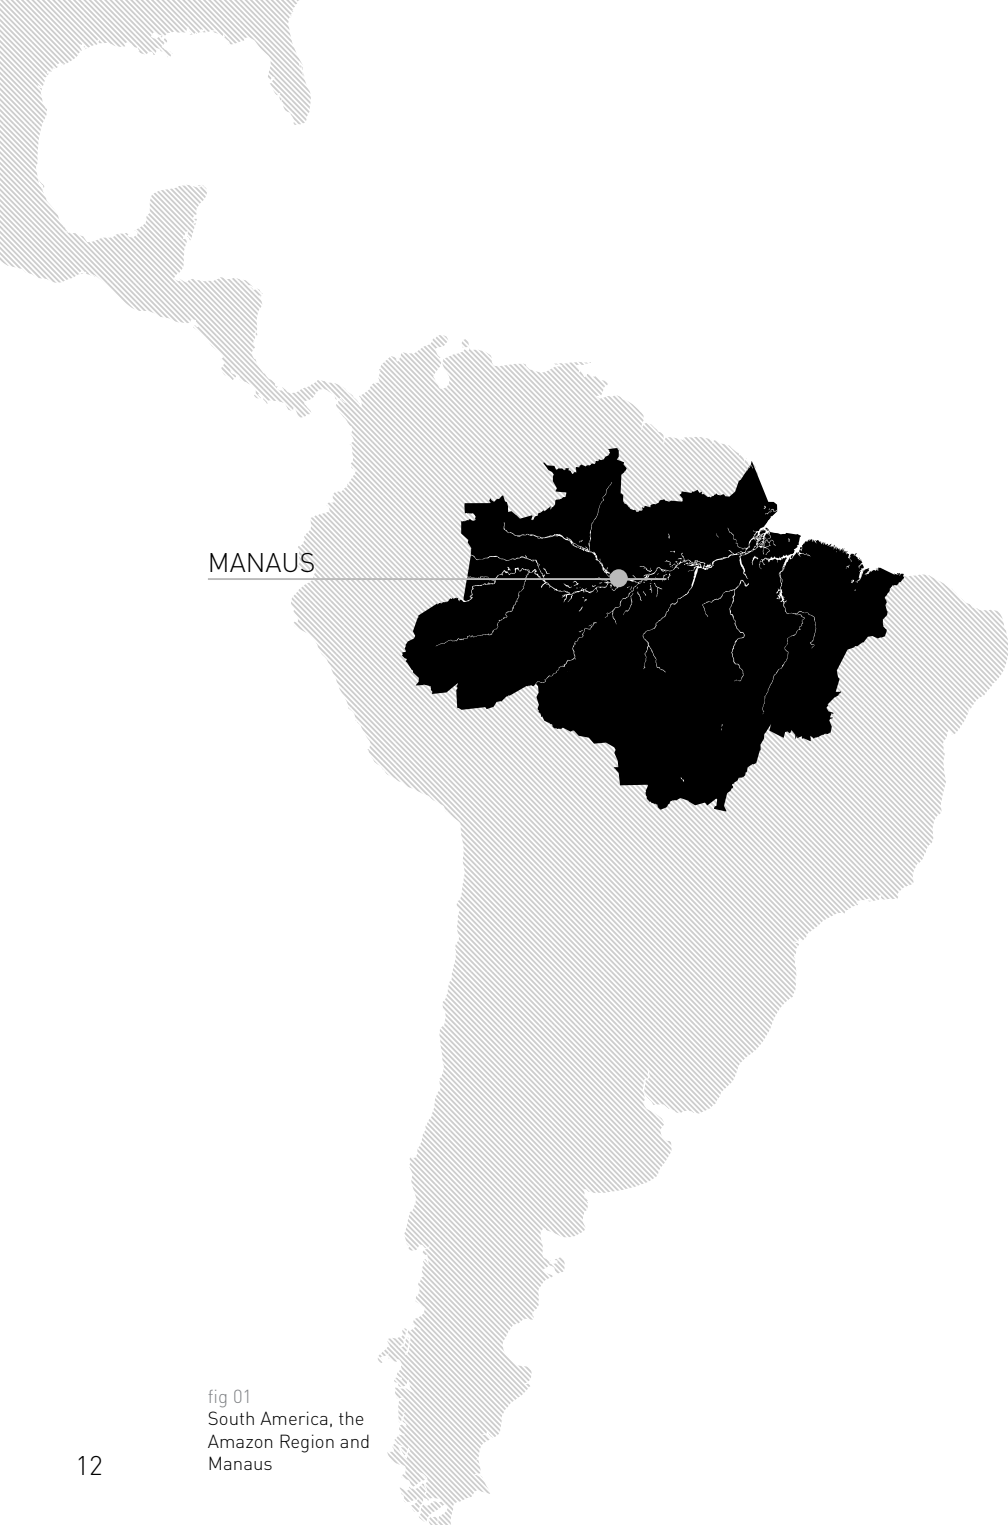 MANAUS
fig 01
South America, the
Amazon Region and
Manaus
12